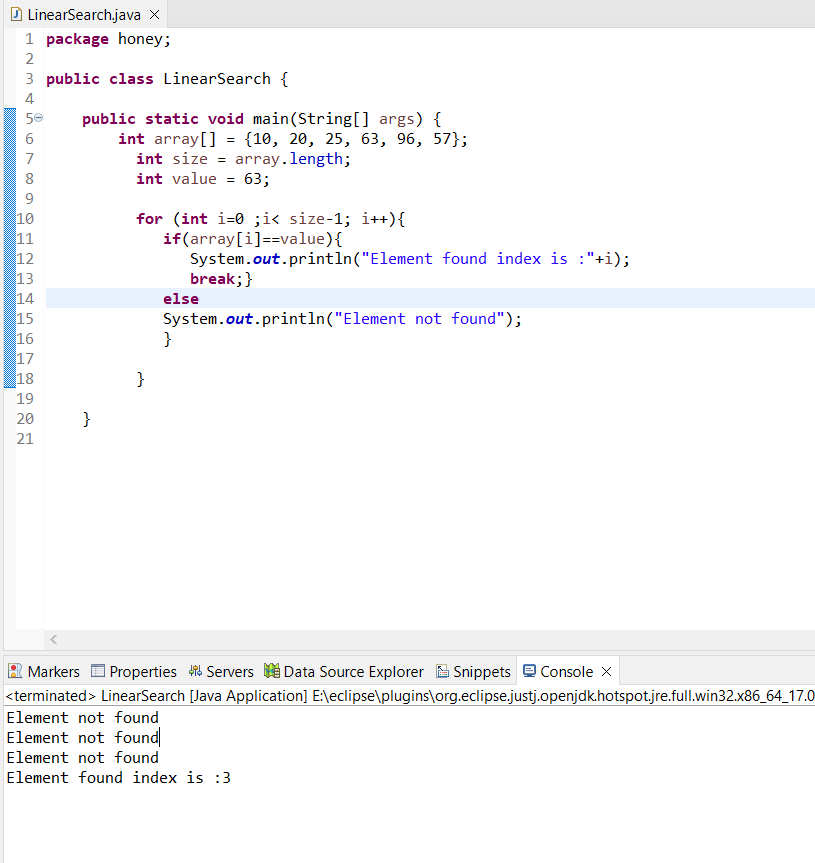 LinearSearch.java
1 package honey;
2
3 public class LinearSearch {
4
5 public static void main(String[] args) {
6 int array[] = {10, 20, 25, 63, 96, 57};
7 int size = array.length;
8 int value = 63;
9
10 for (int i=0 ;i< size-1; i++){
11 if(array[i]==value){
12 System.out.println("Element found index is :"+i);
13 break;}
14 else
15 System.out.println("Element not found");
16 }
17
18 }
19
20 }
21
Markers Properties Servers Data Source Explorer Snippets Console
<terminated> LinearSearch [Java Application] E:\eclipse\plugins\org.eclipse.justj.openjdk.hotspot.jre.full.win32.x86_64_17.0
Element not found
Element not found
Element not found
Element found index is :3